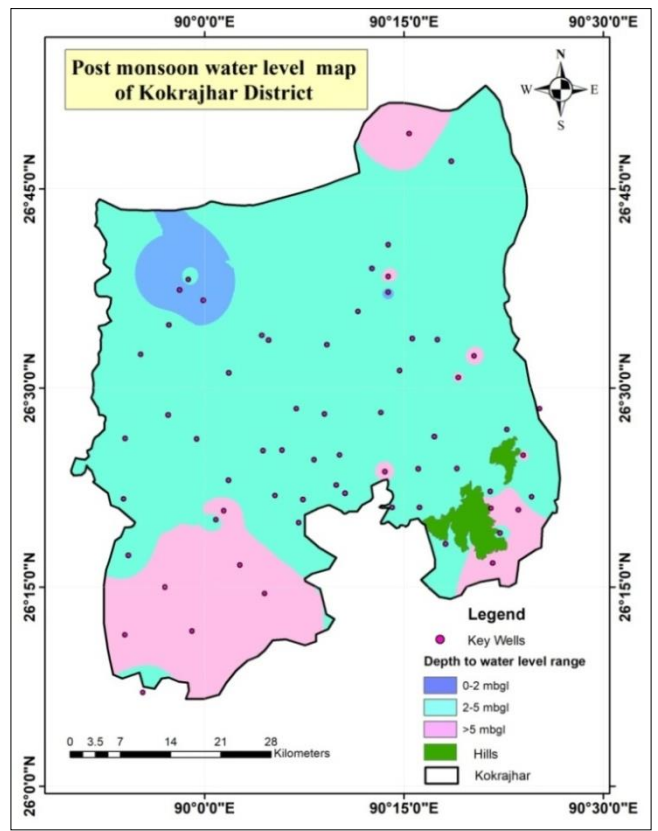 90°0'0"E 90°15'0"E 90°30'0"E
Post monsoon water level map
of Kokrajhar District
N
W E
S
26°45'0"N 26°45'0"N
26°30'0"N 26°30'0"N
26°15'0"N 26°15'0"N
Legend
Key Wells
Depth to water level range
0-2 mbgl
2-5 mbgl
>5 mbgl
Hills
Kokrajhar
0 3.5 7 14 21 28
Kilometers
26°0'0"N 26°0'0"N
90°0'0"E 90°15'0"E 90°30'0"E